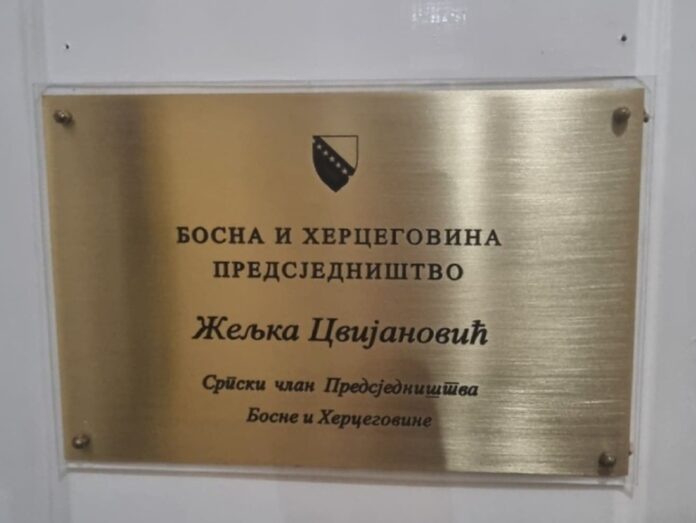 БОСНА И ХЕРЦЕГОВИНА
ПРЕДСЈЕДНИШТВО
Жељка Цвијановић
Српски члан Предсједништва
Босне и Херцеговине